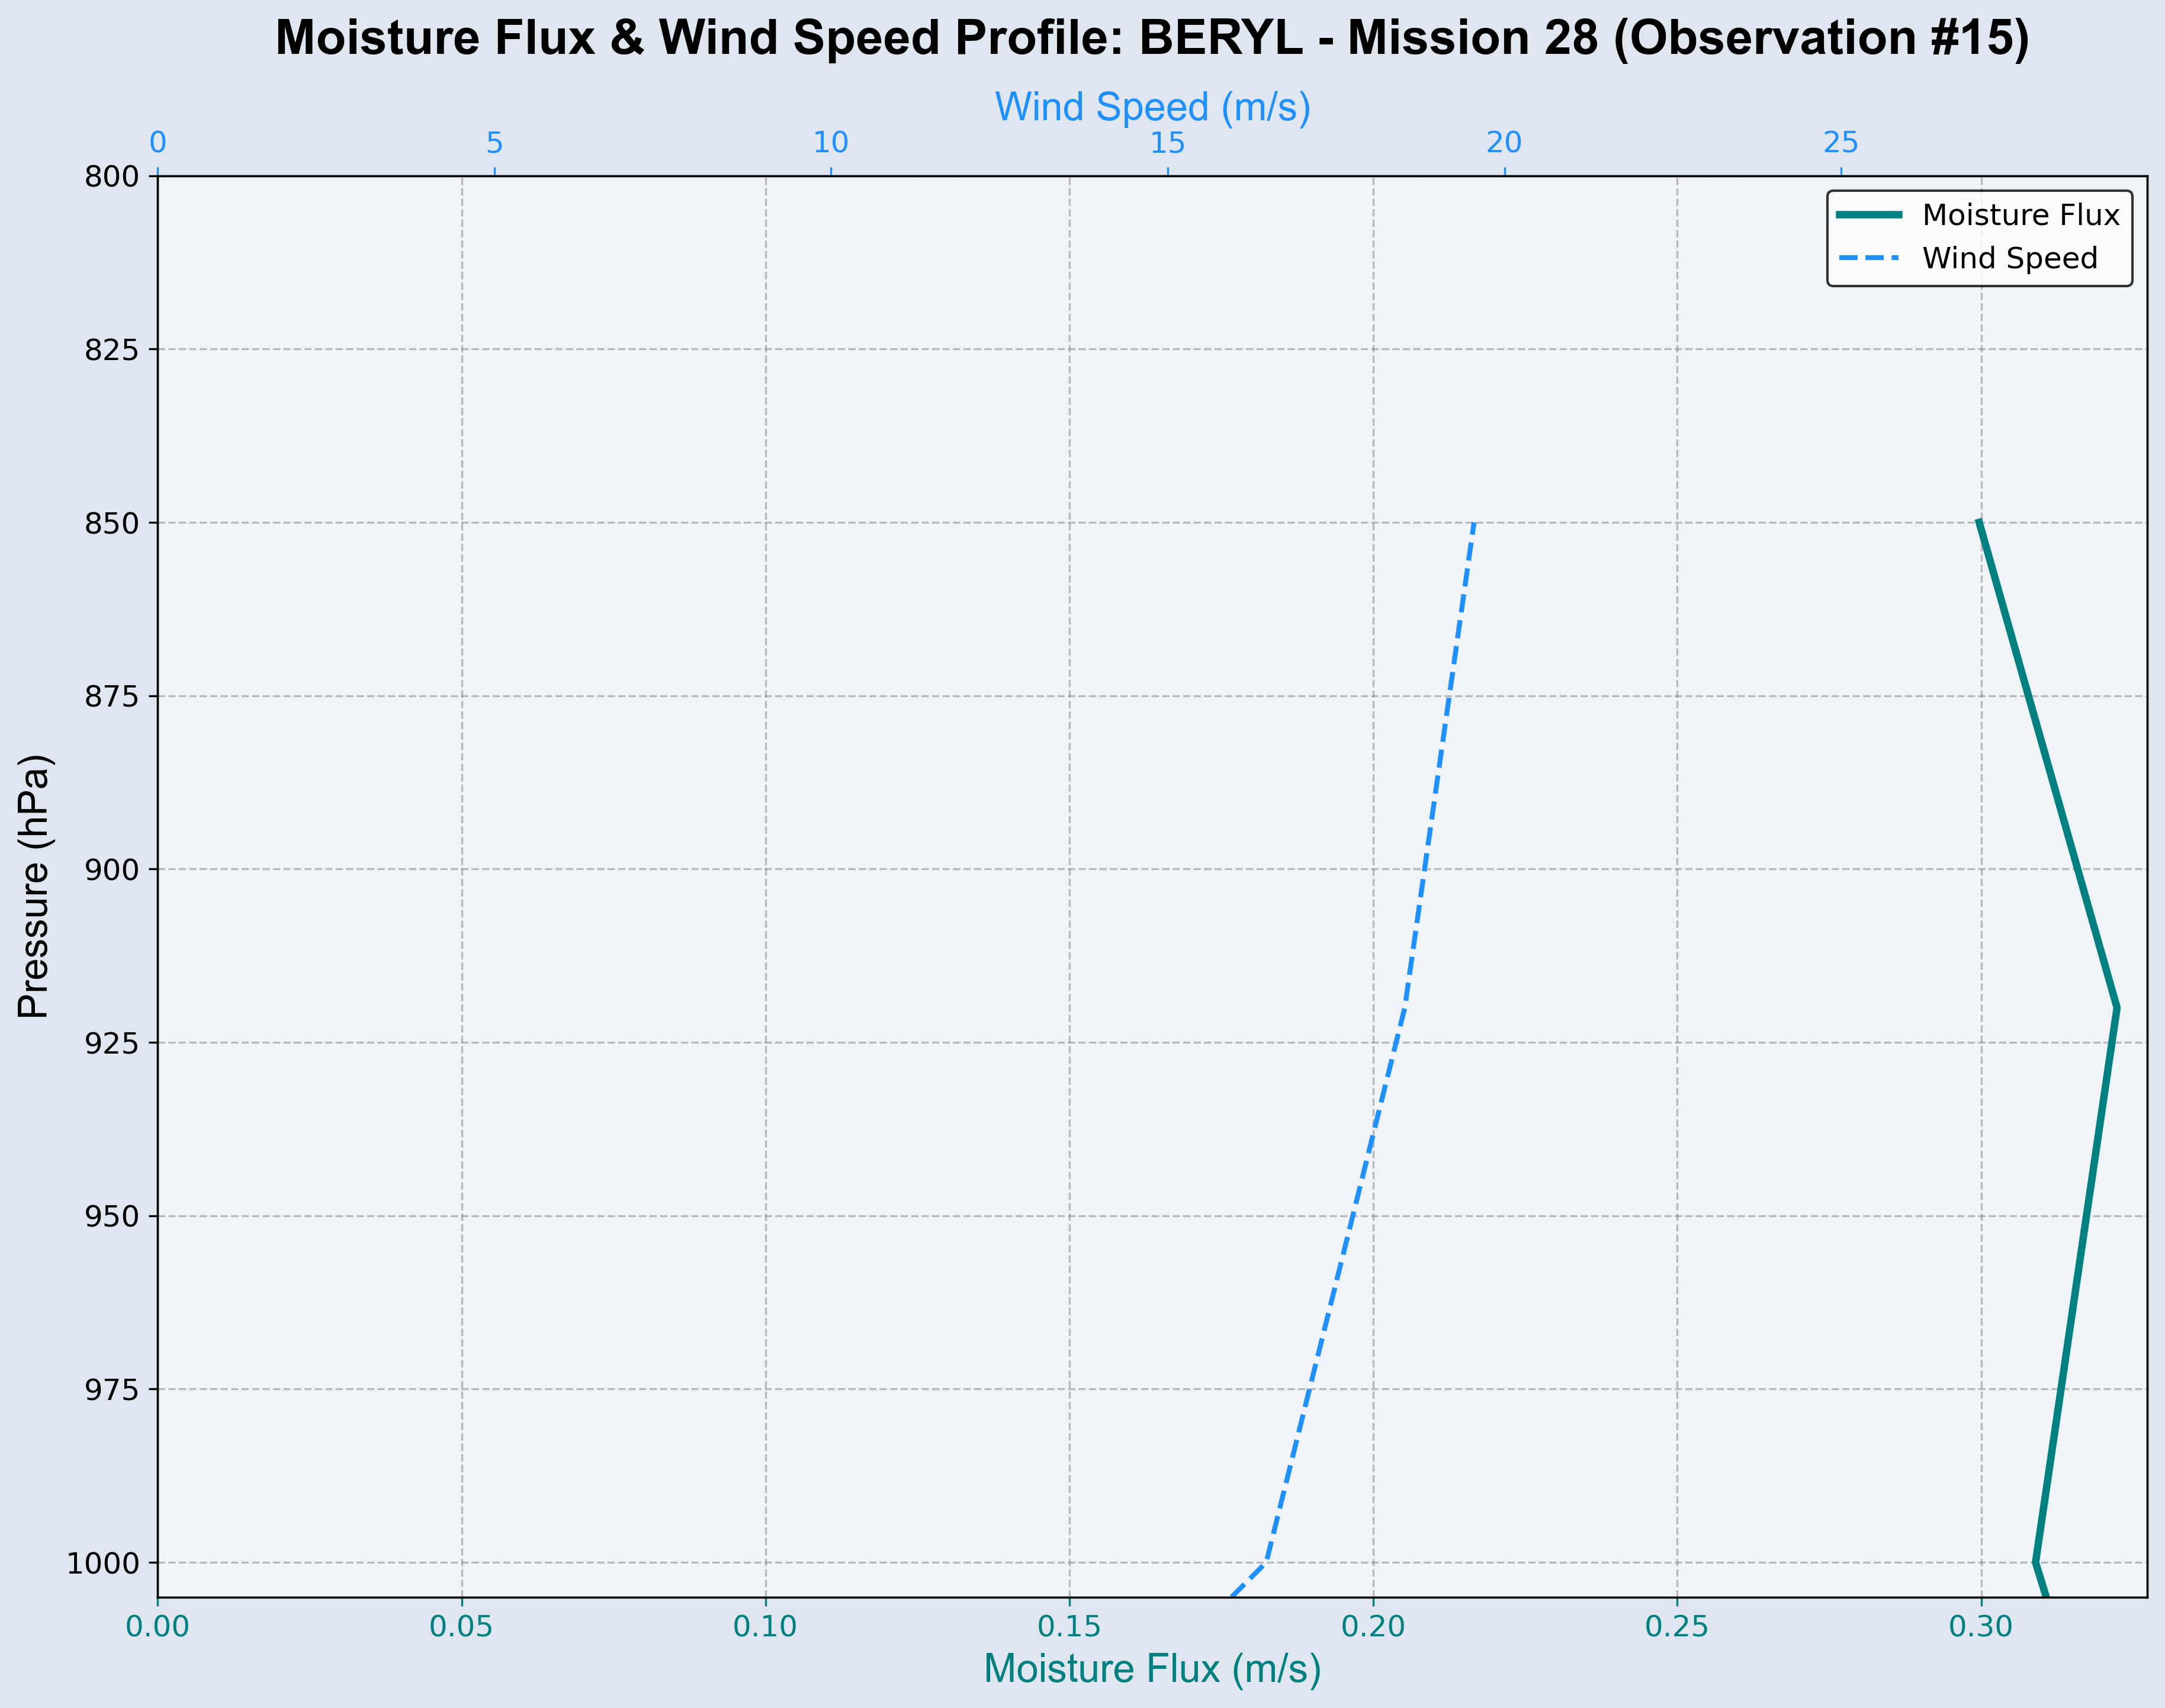 Moisture Flux & Wind Speed Profile: BERYL - Mission 28 (Observation #15)
Wind Speed (m/s)
0 5 10 15 20 25
Moisture Flux
Wind Speed
800
825
850
875
900
925
950
975
1000
Pressure (hPa)
0.00 0.05 0.10 0.15 0.20 0.25 0.30
Moisture Flux (m/s)